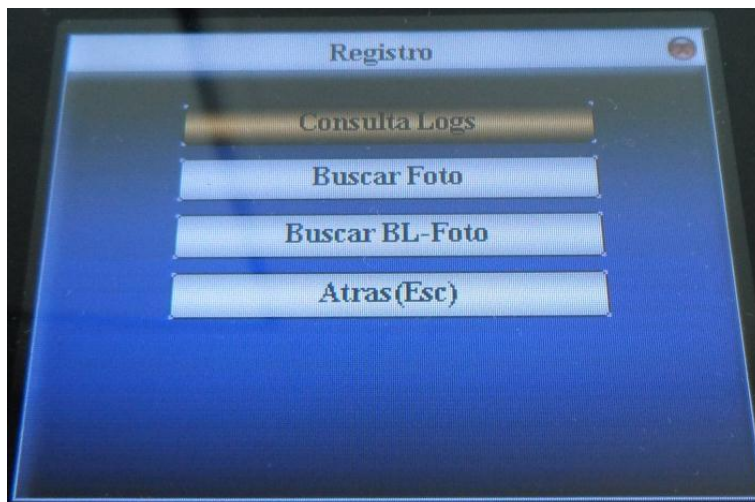 Registro
Consulta Logs
Buscar Foto
Buscar BL-Foto
Atras(Esc)